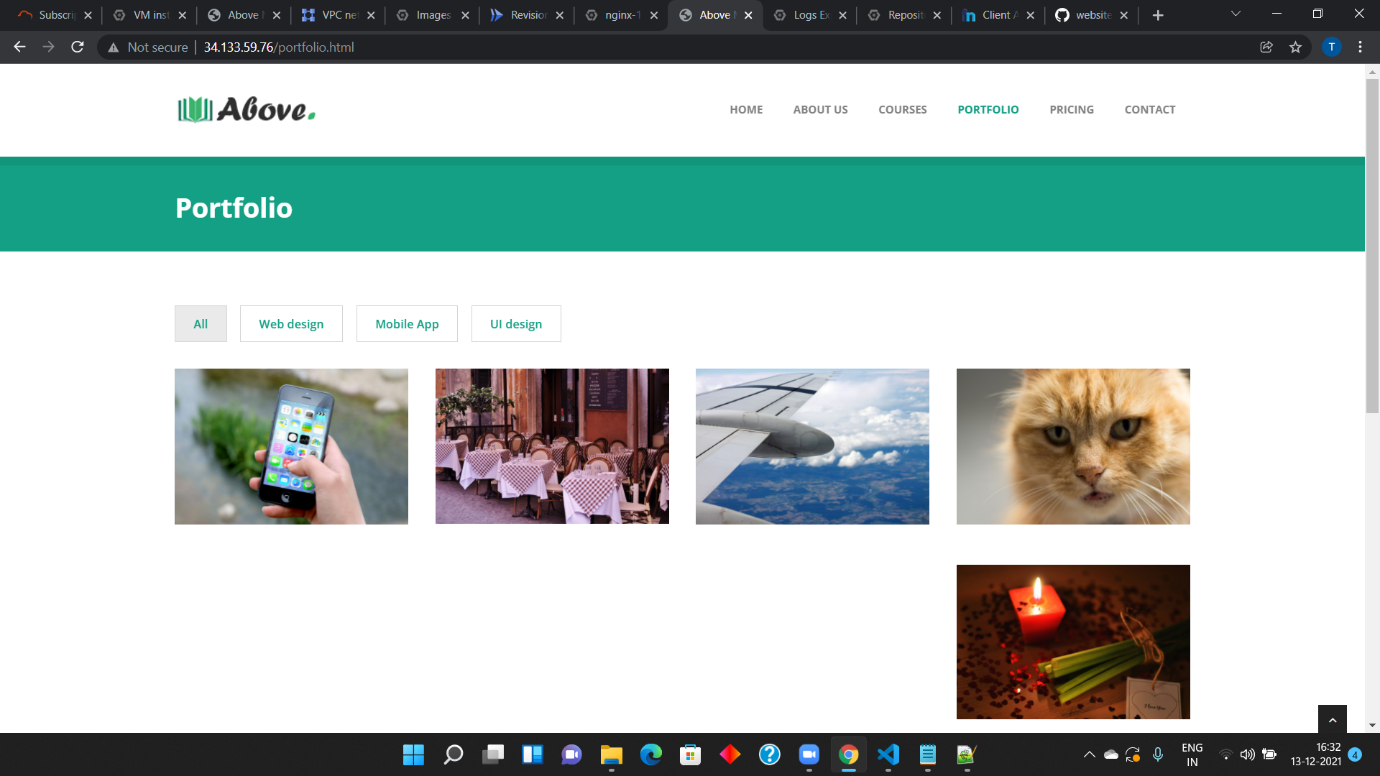 Subscrip
VM inst
Above M
VPC net
Images
Revision
nginx-1
Above M
Logs Ex
Reposit
Client A
website
Not secure
34.133.59.76/portfolio.html
T
Above.
HOME
ABOUT US
COURSES
PORTFOLIO
PRICING
CONTACT
Portfolio
All
Web design
Mobile App
UI design
ENG
IN
16:32
13-12-2021
4